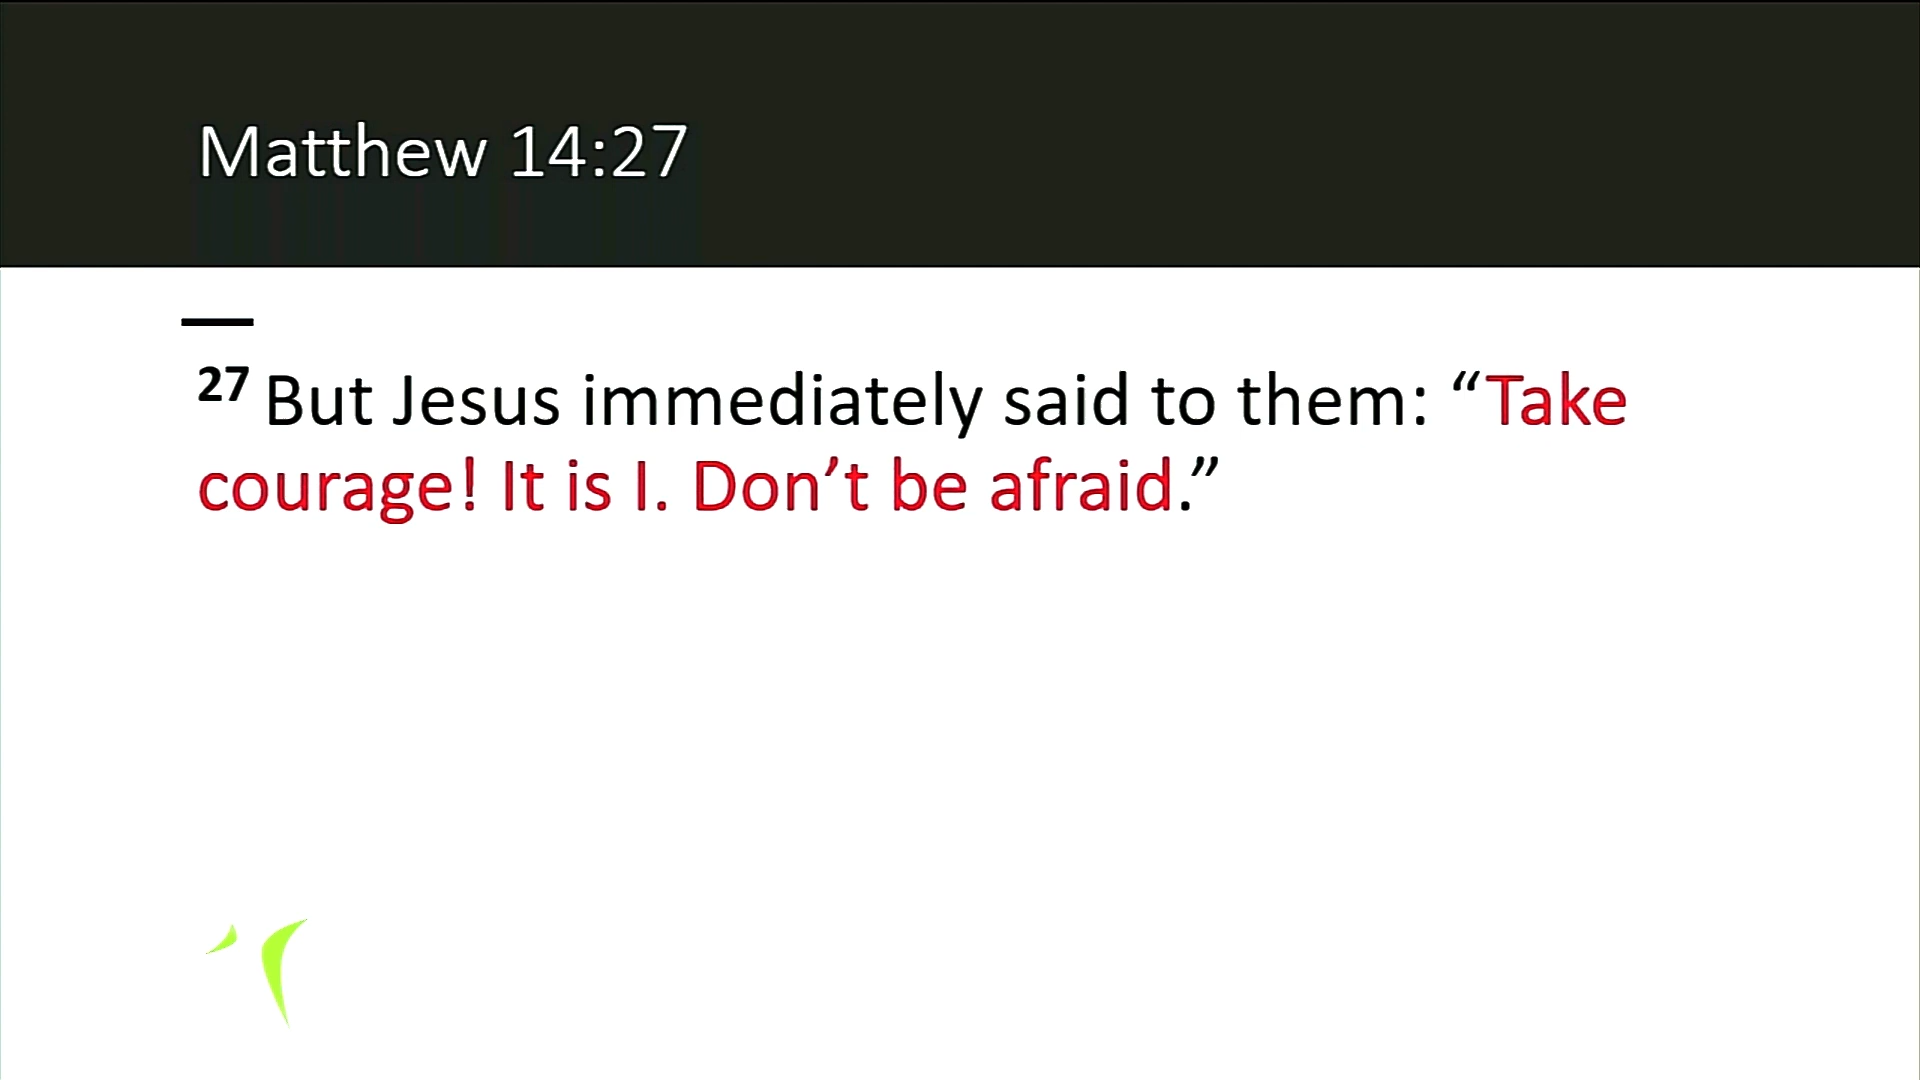 Matthew 14:27
27 But Jesus immediately said to them: “Take
courage! It is I. Don’t be afraid.”